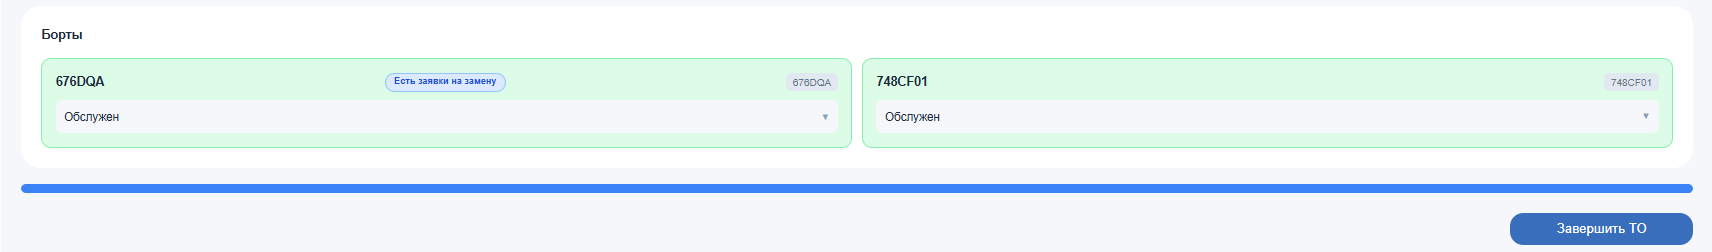 Борты
676DQA Есть заявки на замену 676DQA
Обслужен
748CF01 748CF01
Обслужен
Завершить ТО